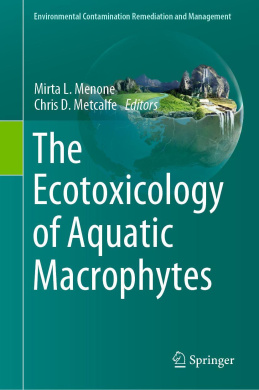 Environmental Contamination Remediation and Management
Mirta L. Menone
Chris D. Metcalfe Editors
The
Ecotoxicology
of Aquatic
Macrophytes
Springer